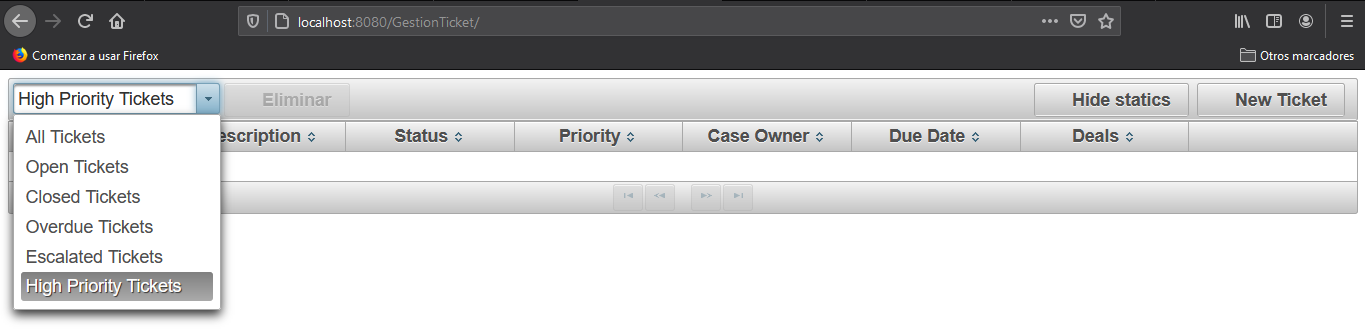 localhost:8080/GestionTicket/
Comenzar a usar Firefox
Otros marcadores
High Priority Tickets
Eliminar
Hide statics
New Ticket
escription
Status
Priority
Case Owner
Due Date
Deals
All Tickets
Open Tickets
Closed Tickets
Overdue Tickets
Escalated Tickets
High Priority Tickets